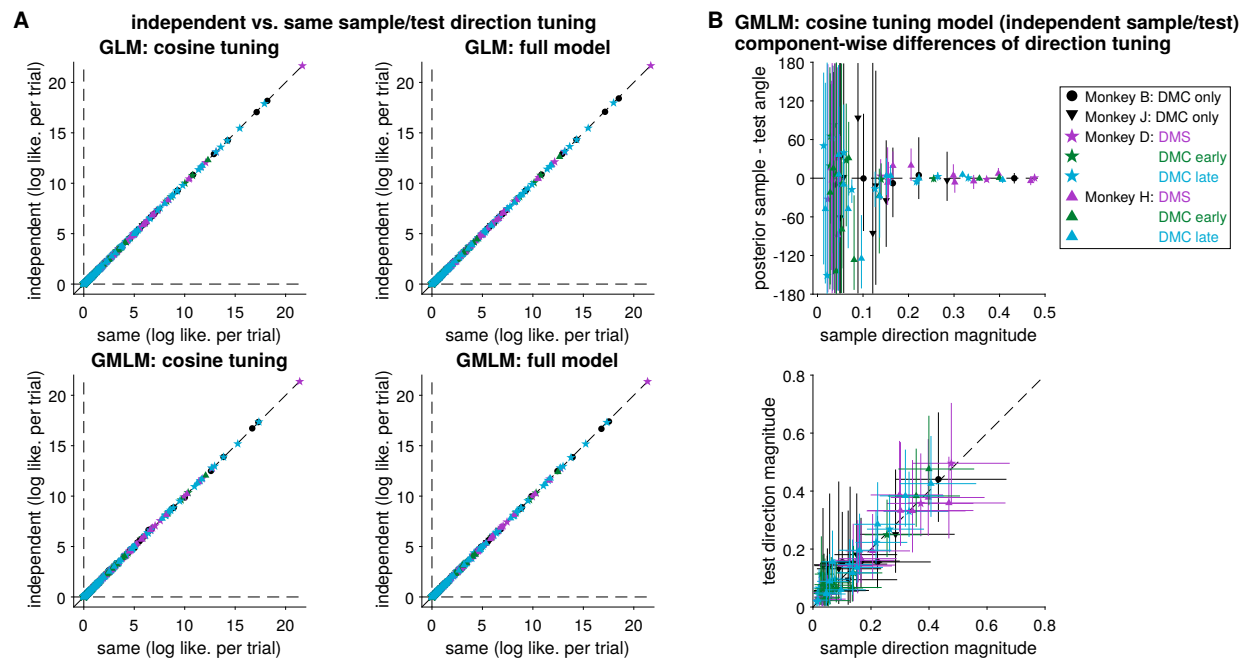 A
independent vs. same sample/test direction tuning
GLM: cosine tuning
independent (log like. per trial)
20
15
10
5
0
0 5 10 15 20
same (log like. per trial)
GLM: full model
independent (log like. per trial)
20
15
10
5
0
0 5 10 15 20
same (log like. per trial)
GMLM: cosine tuning
independent (log like. per trial)
20
15
10
5
0
0 5 10 15 20
same (log like. per trial)
GMLM: full model
independent (log like. per trial)
20
15
10
5
0
0 5 10 15 20
same (log like. per trial)
B
GMLM: cosine tuning model (independent sample/test)
component-wise differences of direction tuning
posterior sample - test angle
180
120
60
0
-60
-120
-180
0 0.1 0.2 0.3 0.4 0.5
sample direction magnitude
Monkey B: DMC only
Monkey J: DMC only
Monkey D: DMS
DMC early
DMC late
Monkey H: DMS
DMC early
DMC late
test direction magnitude
0.8
0.6
0.4
0.2
0
0 0.2 0.4 0.6 0.8
sample direction magnitude